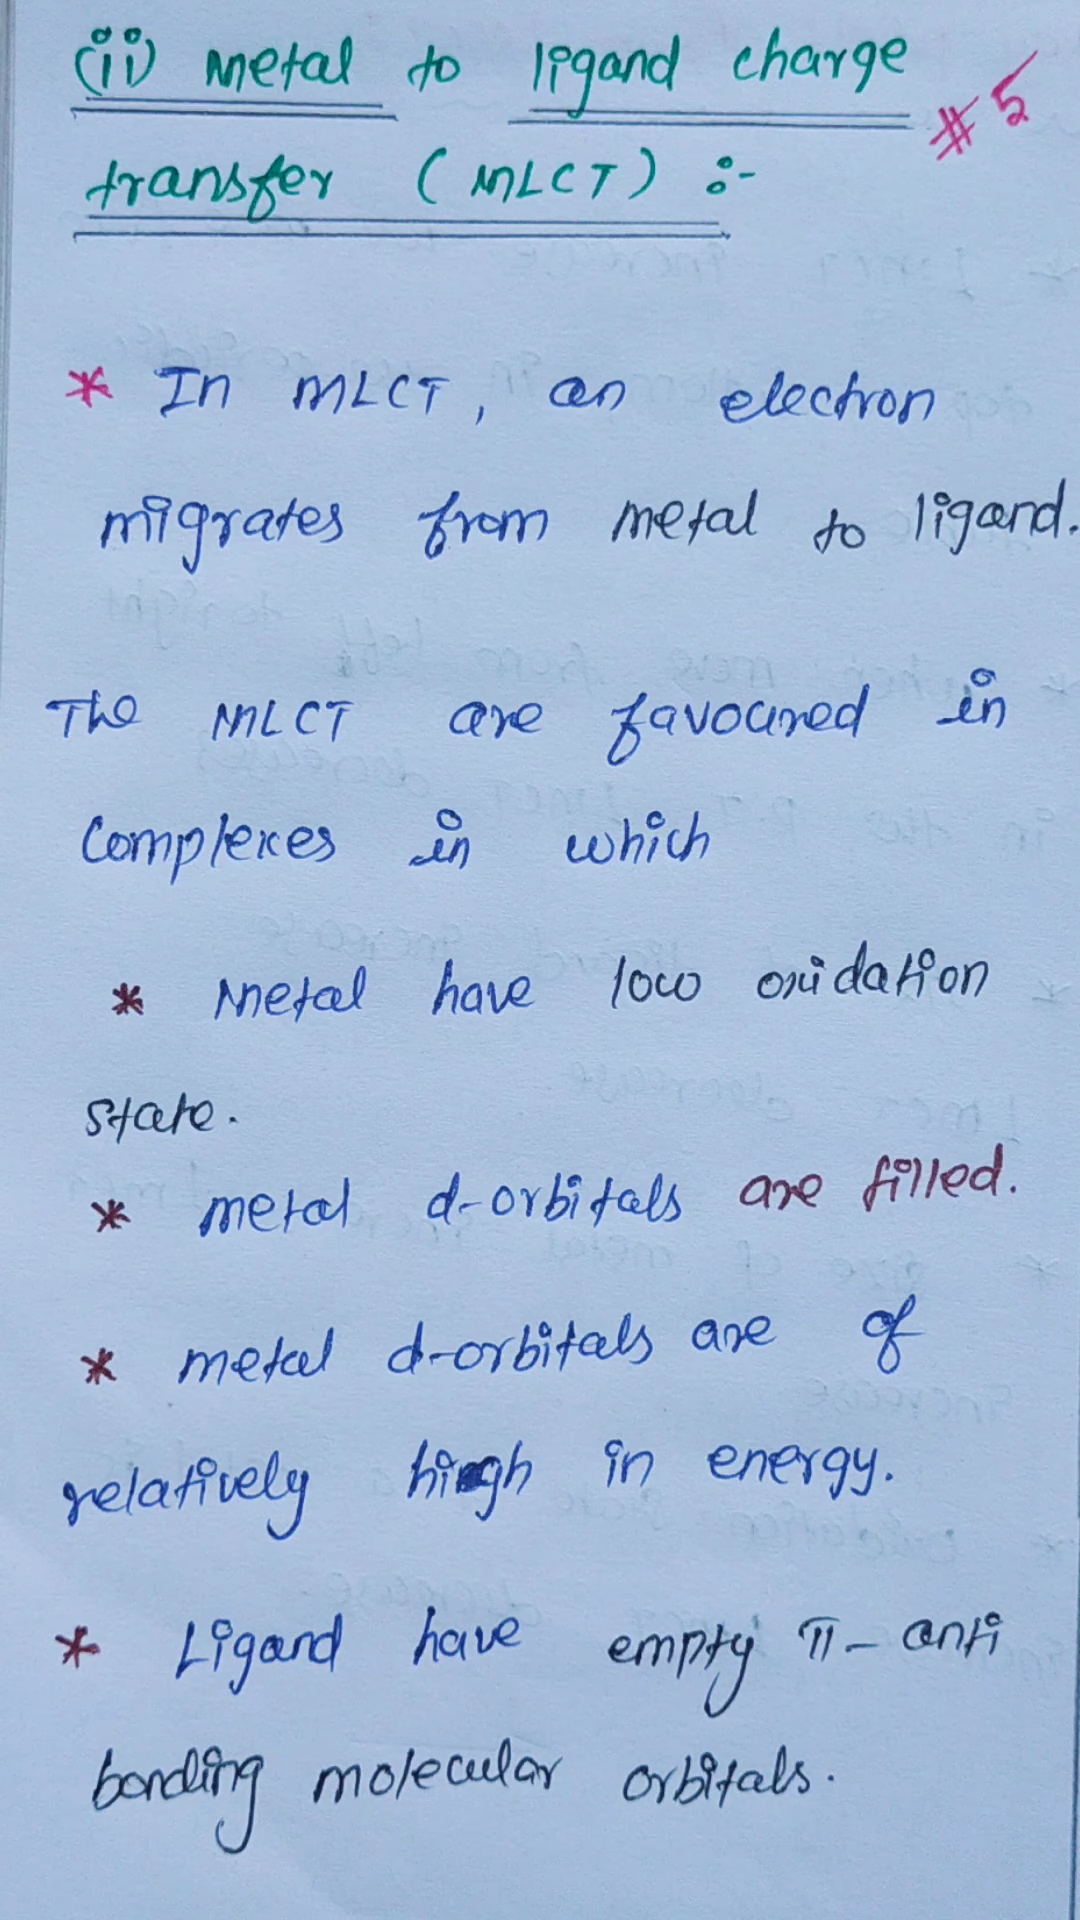 (ii) Metal to ligand charge
#5
transfer (MLCT) :-
* In MLCT, an electron
migrates from metal to ligand.
The MLCT are favoured in
Complexes in which
* Metal have low oxidation
state.
* metal d-orbitals are filled.
* metal d-orbitals are of
relatively high in energy.
* Ligand have empty π- anti
bonding molecular orbitals.